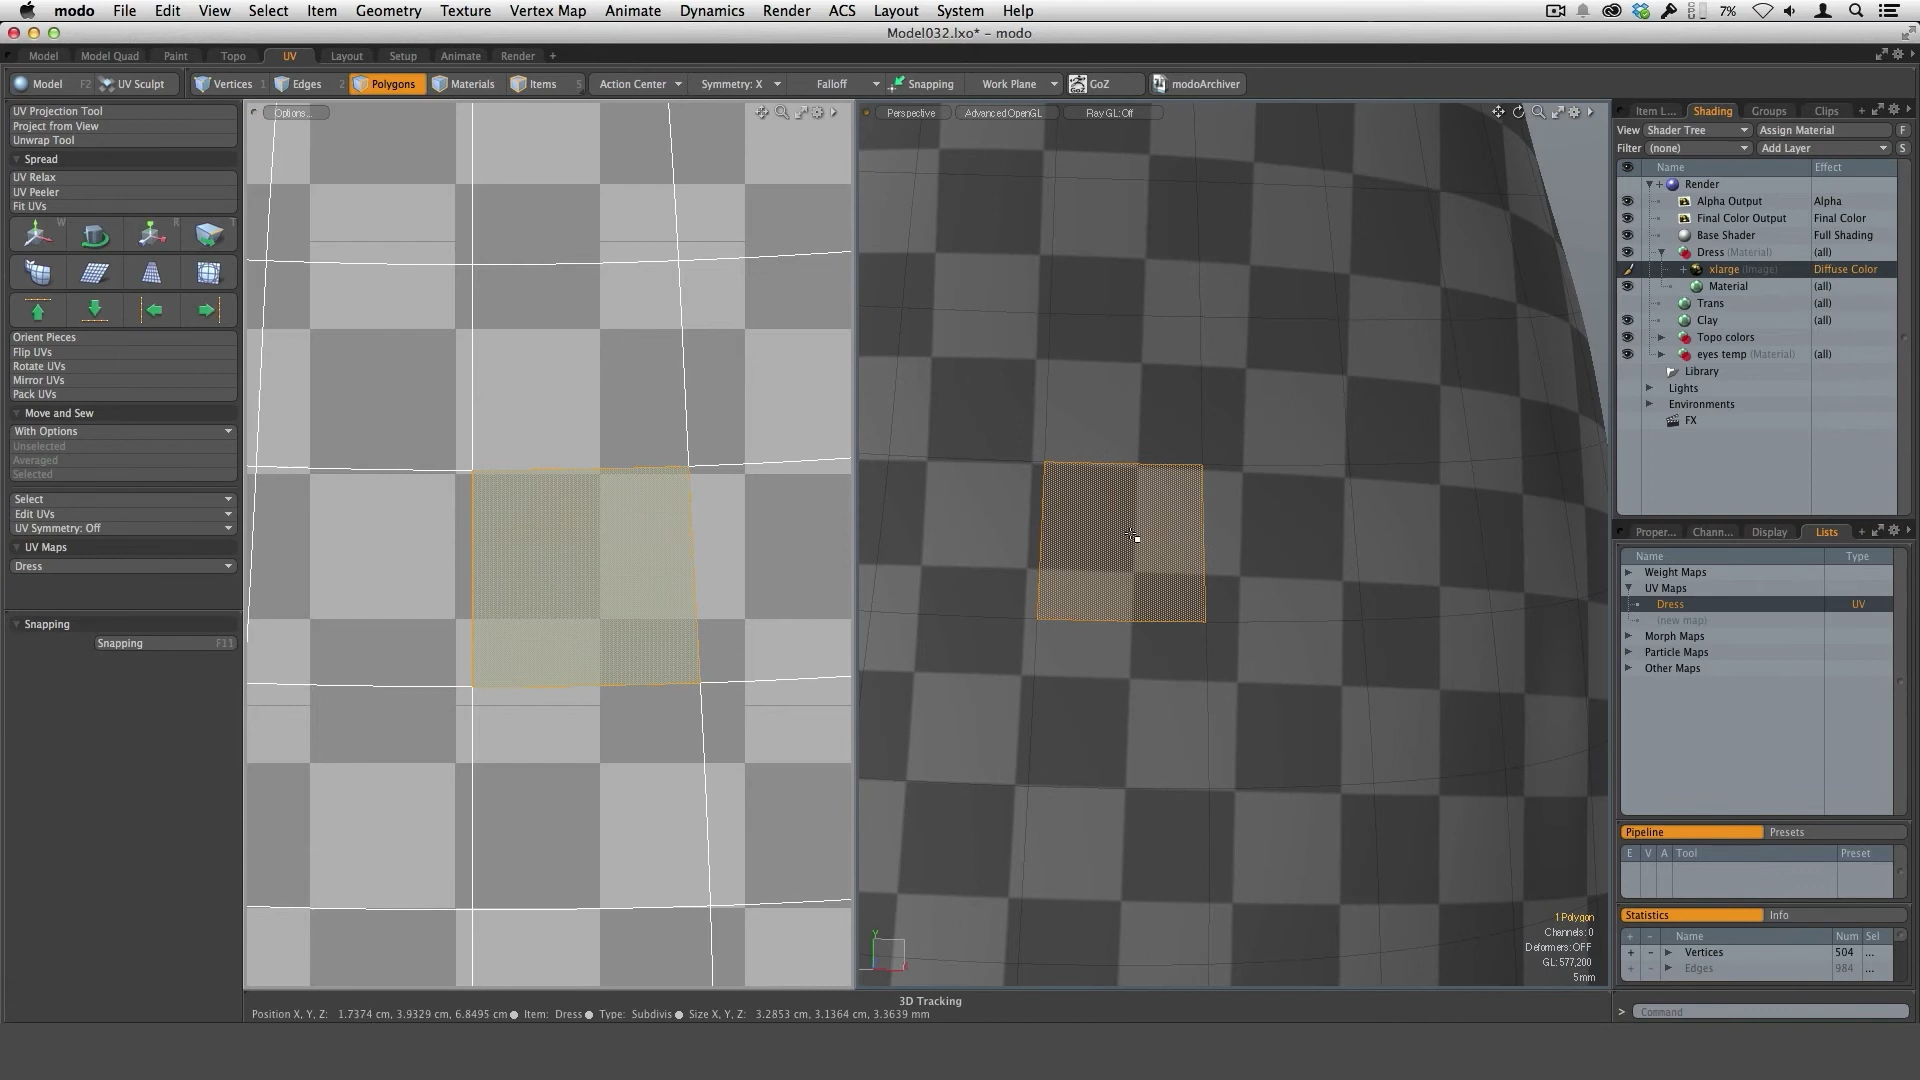 modo File Edit View Select Item Geometry Texture Vertex Map Animate Dynamics Render ACS Layout System Help 7%
Model032.lxo* - modo
Model Model Quad Paint Topo UV Layout Setup Animate Render +
Model F2 UV Sculpt Vertices 1 Edges 2 Polygons Materials Items 5 Action Center Symmetry: X Falloff Snapping Work Plane GoZ modoArchiver
UV Projection Tool
Project from View
Unwrap Tool
Spread
UV Relax
UV Peeler
Fit UVs
W R T
Orient Pieces
Flip UVs
Rotate UVs
Mirror UVs
Pack UVs
Move and Sew
With Options
Unselected
Averaged
Selected
Select
Edit UVs
UV Symmetry: Off
UV Maps
Dress
Snapping
Snapping F11
Options...
Perspective Advanced OpenGL Ray GL: Off
1 Polygon
Channels: 0
Deformers: OFF
GL: 577,200
5 mm
Y
3D Tracking
Position X, Y, Z: 1.7374 cm, 3.9329 cm, 6.8495 cm Item: Dress Type: Subdivis Size X, Y, Z: 3.2853 cm, 3.1364 cm, 3.3639 mm
Item L... Shading Groups Clips +
View Shader Tree Assign Material F
Filter (none) Add Layer S
Name Effect
Render
Alpha Output Alpha
Final Color Output Final Color
Base Shader Full Shading
Dress (Material) (all)
xlarge (Image) Diffuse Color
Material (all)
Trans (all)
Clay (all)
Topo colors
eyes temp (Material) (all)
Library
Lights
Environments
FX
Proper... Chann... Display Lists +
Name Type
Weight Maps
UV Maps
Dress UV
(new map)
Morph Maps
Particle Maps
Other Maps
Pipeline Presets
E V A Tool Preset
Statistics Info
+ - Name Num Sel
+ - Vertices 504 ...
+ - Edges 984 ...
> Command